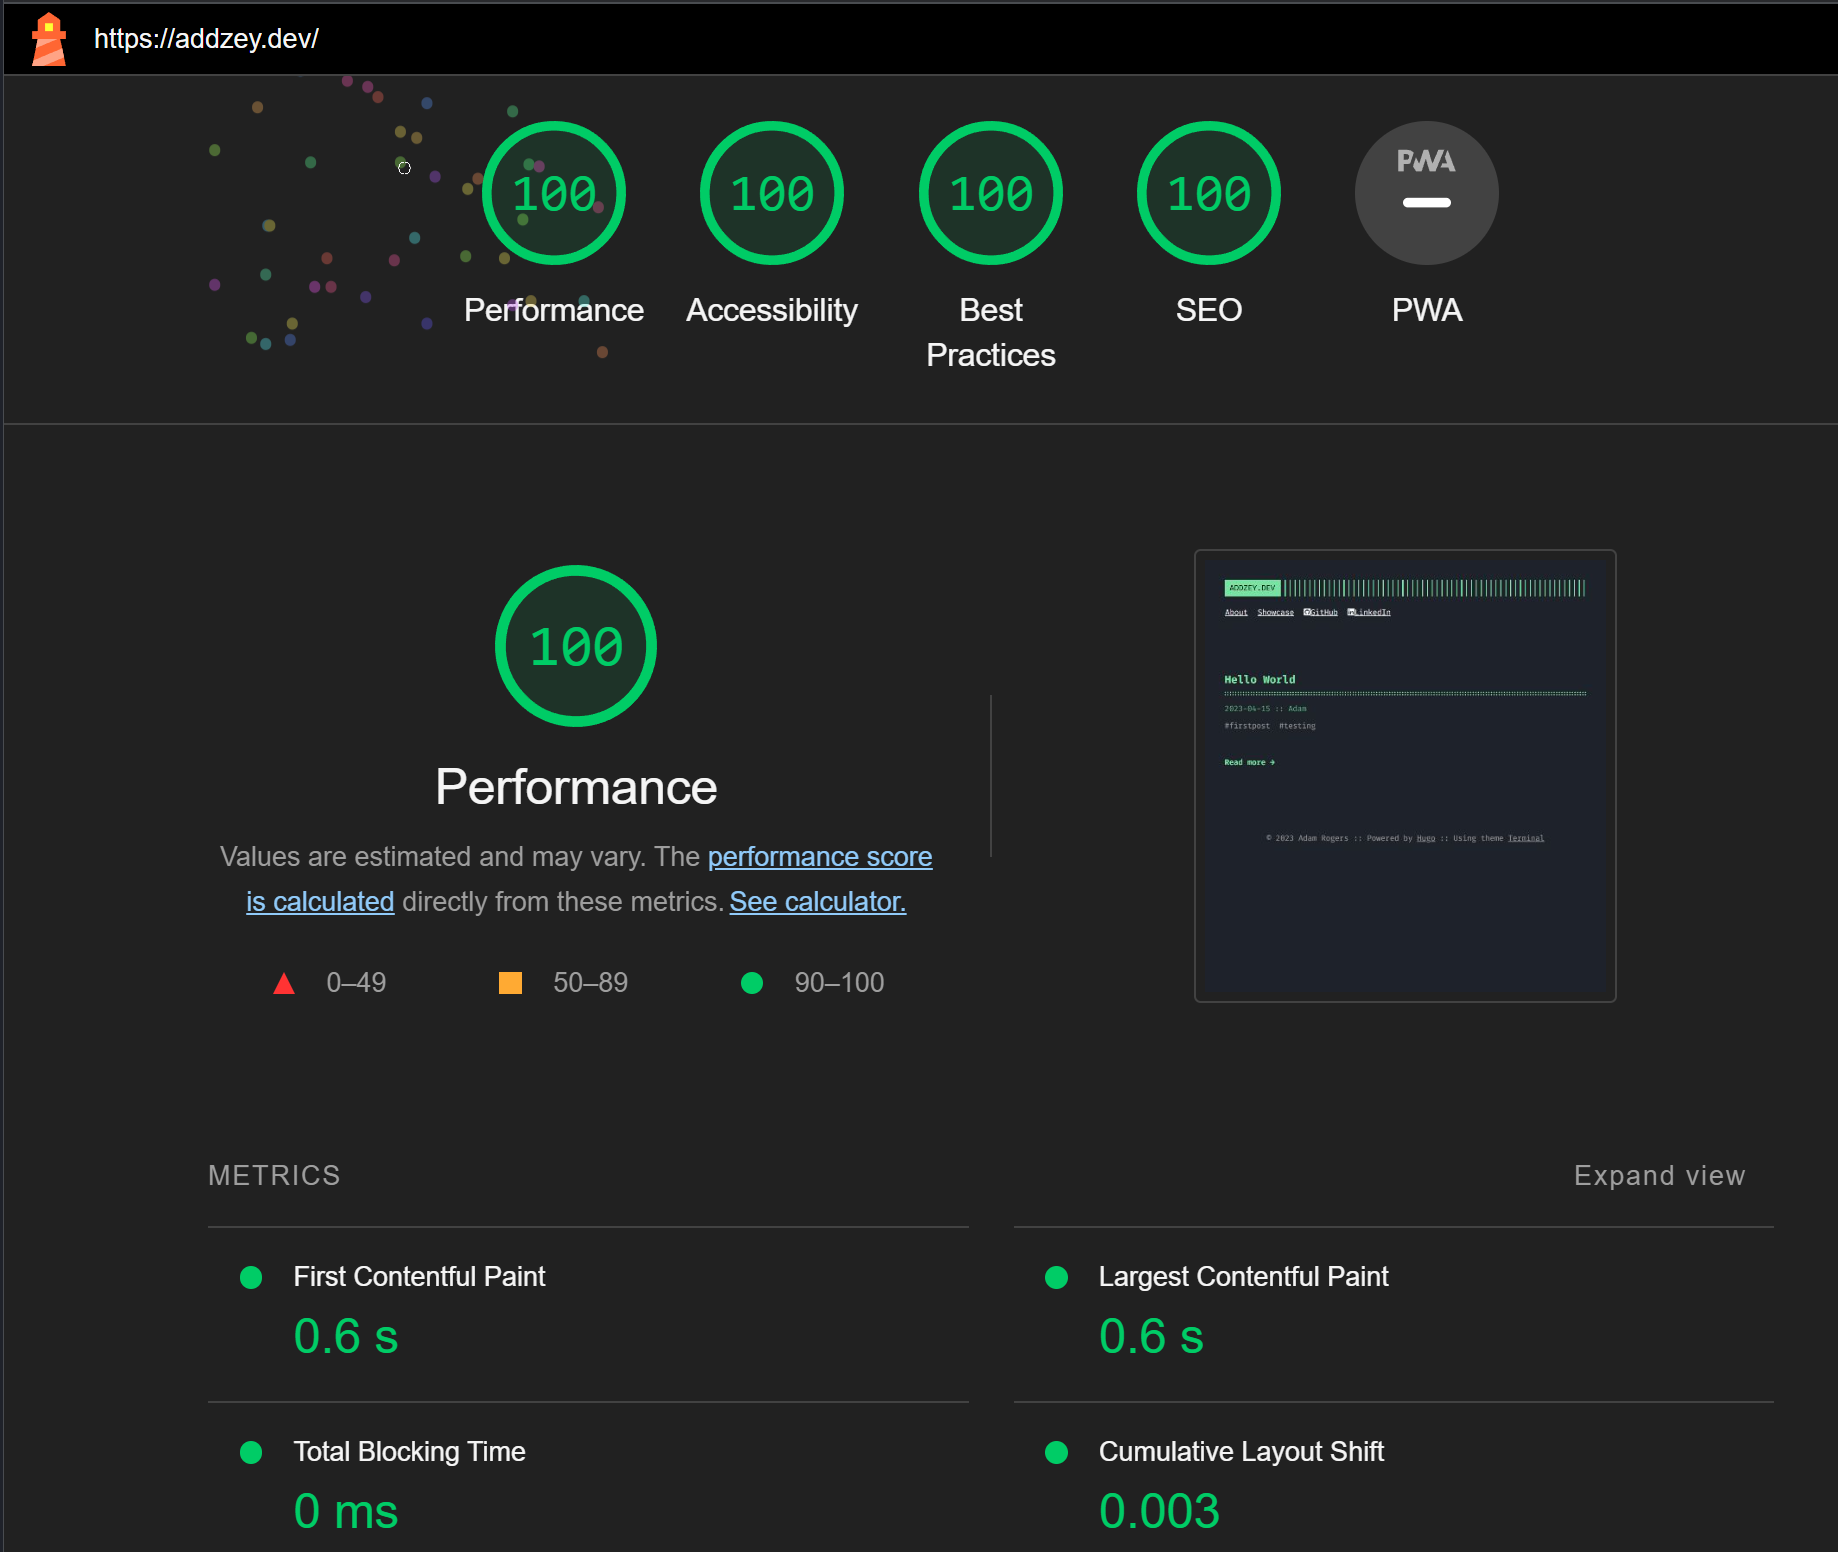 https://addzey.dev/
100
100
100
100
PWA
Performance
Accessibility
Best
Practices
SEO
PWA
100
Performance
Values are estimated and may vary. The performance score
is calculated directly from these metrics. See calculator.
0–49
50–89
90–100
ADDZEY.DEV
About Showcase GitHub LinkedIn
Hello World
2023-04-15 :: Adam
#firstpost #testing
Read more →
© 2023 Adam Rogers :: Powered by Hugo :: Using theme Terminal
METRICS
Expand view
First Contentful Paint
0.6 s
Largest Contentful Paint
0.6 s
Total Blocking Time
0 ms
Cumulative Layout Shift
0.003